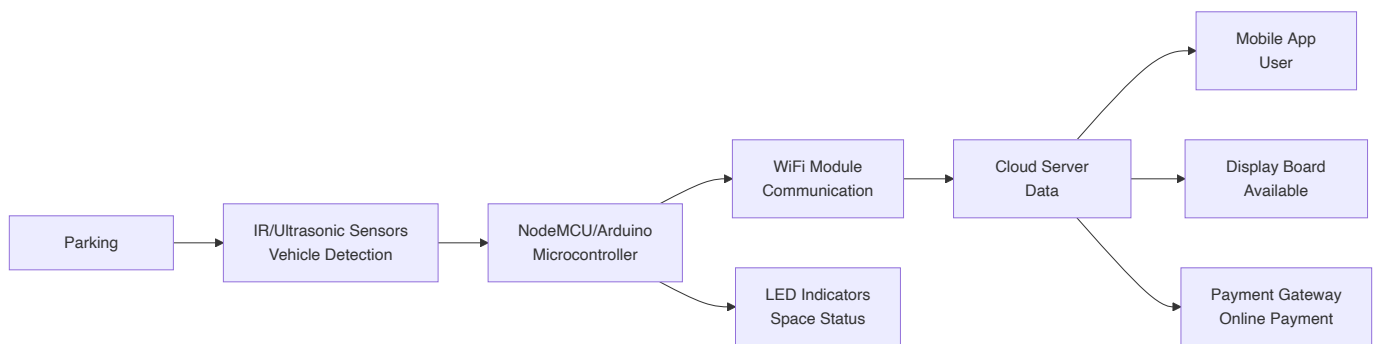 Parking
IR/Ultrasonic Sensors
Vehicle Detection
NodeMCU/Arduino
Microcontroller
WiFi Module
Communication
LED Indicators
Space Status
Cloud Server
Data
Mobile App
User
Display Board
Available
Payment Gateway
Online Payment